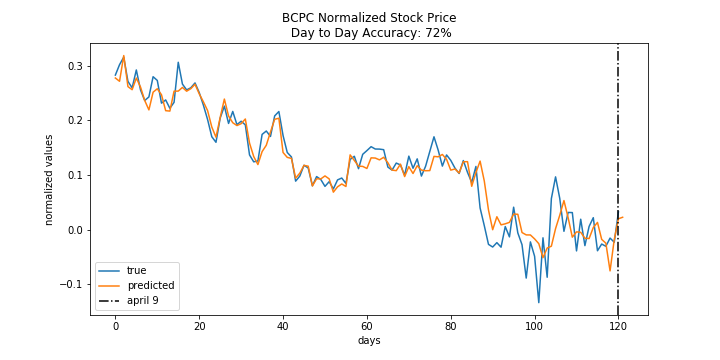 BCPC Normalized Stock Price
Day to Day Accuracy: 72%
normalized values
0.3
0.2
0.1
0.0
−0.1
true
predicted
april 9
0 20 40 60 80 100 120
days